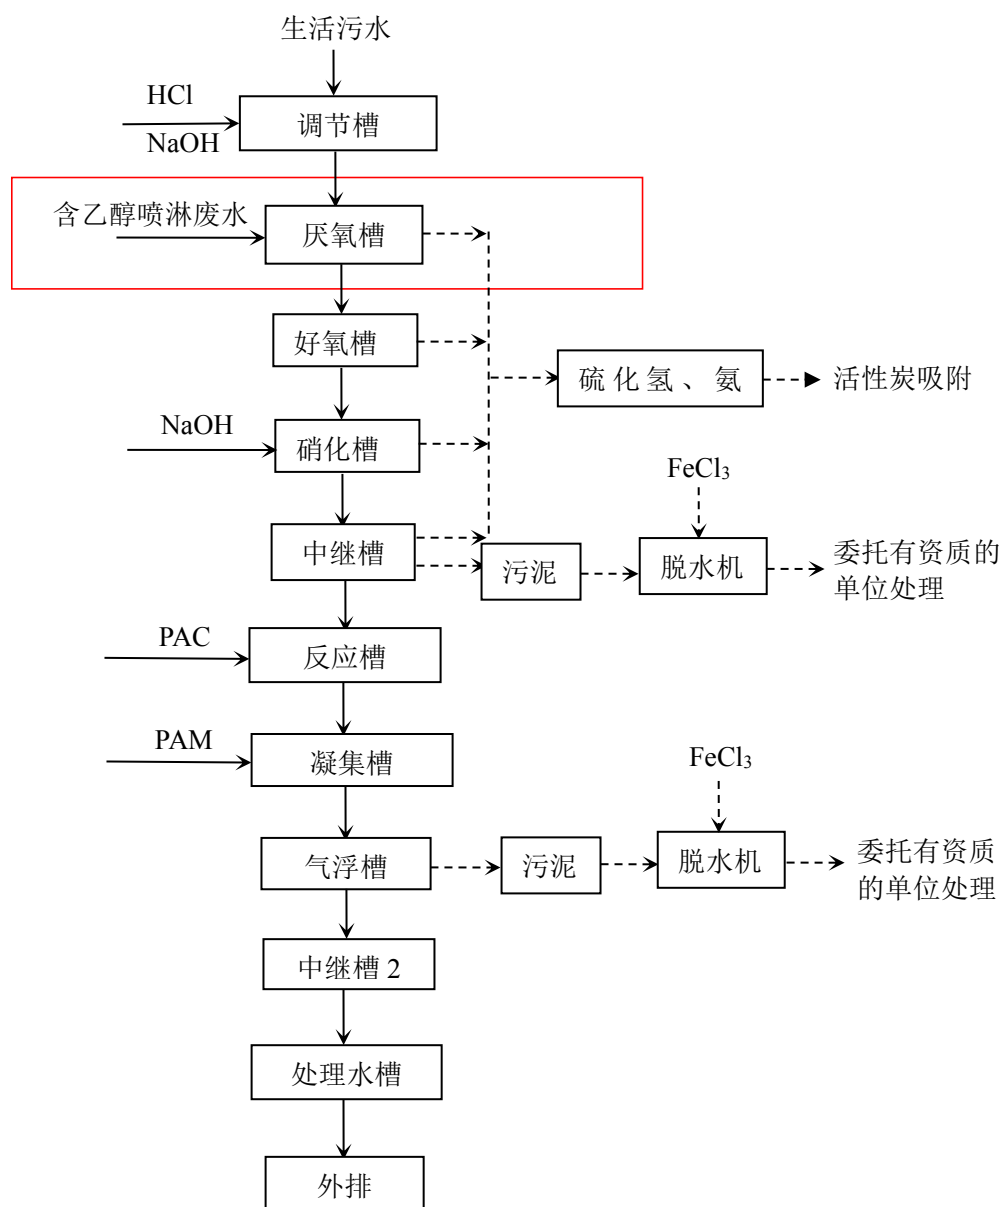 生活污水
HCl
NaOH
调节槽
含乙醇喷淋废水
厌氧槽
好氧槽
硫化氢、氨
活性炭吸附
NaOH
硝化槽
FeCl₃
中继槽
污泥
脱水机
委托有资质的
单位处理
PAC
反应槽
PAM
凝集槽
FeCl₃
气浮槽
污泥
脱水机
委托有资质
的单位处理
中继槽 2
处理水槽
外排